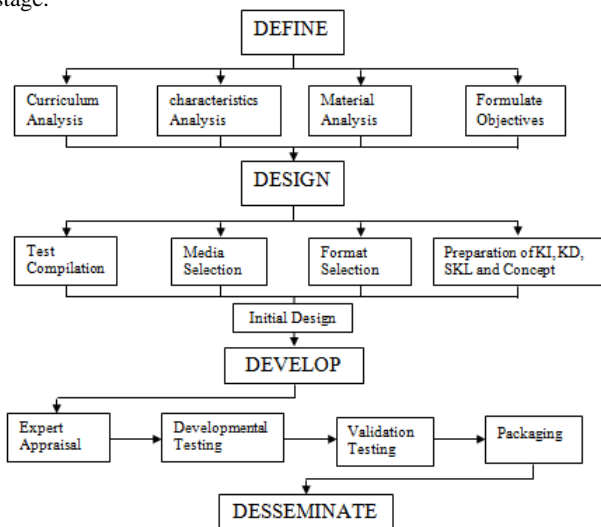 stage.
DEFINE
Curriculum
Analysis
characteristics
Analysis
Material
Analysis
Formulate
Objectives
DESIGN
Test
Compilation
Media
Selection
Format
Selection
Preparation of KI, KD,
SKL and Concept
Initial Design
DEVELOP
Expert
Appraisal
Developmental
Testing
Validation
Testing
Packaging
DESSEMINATE